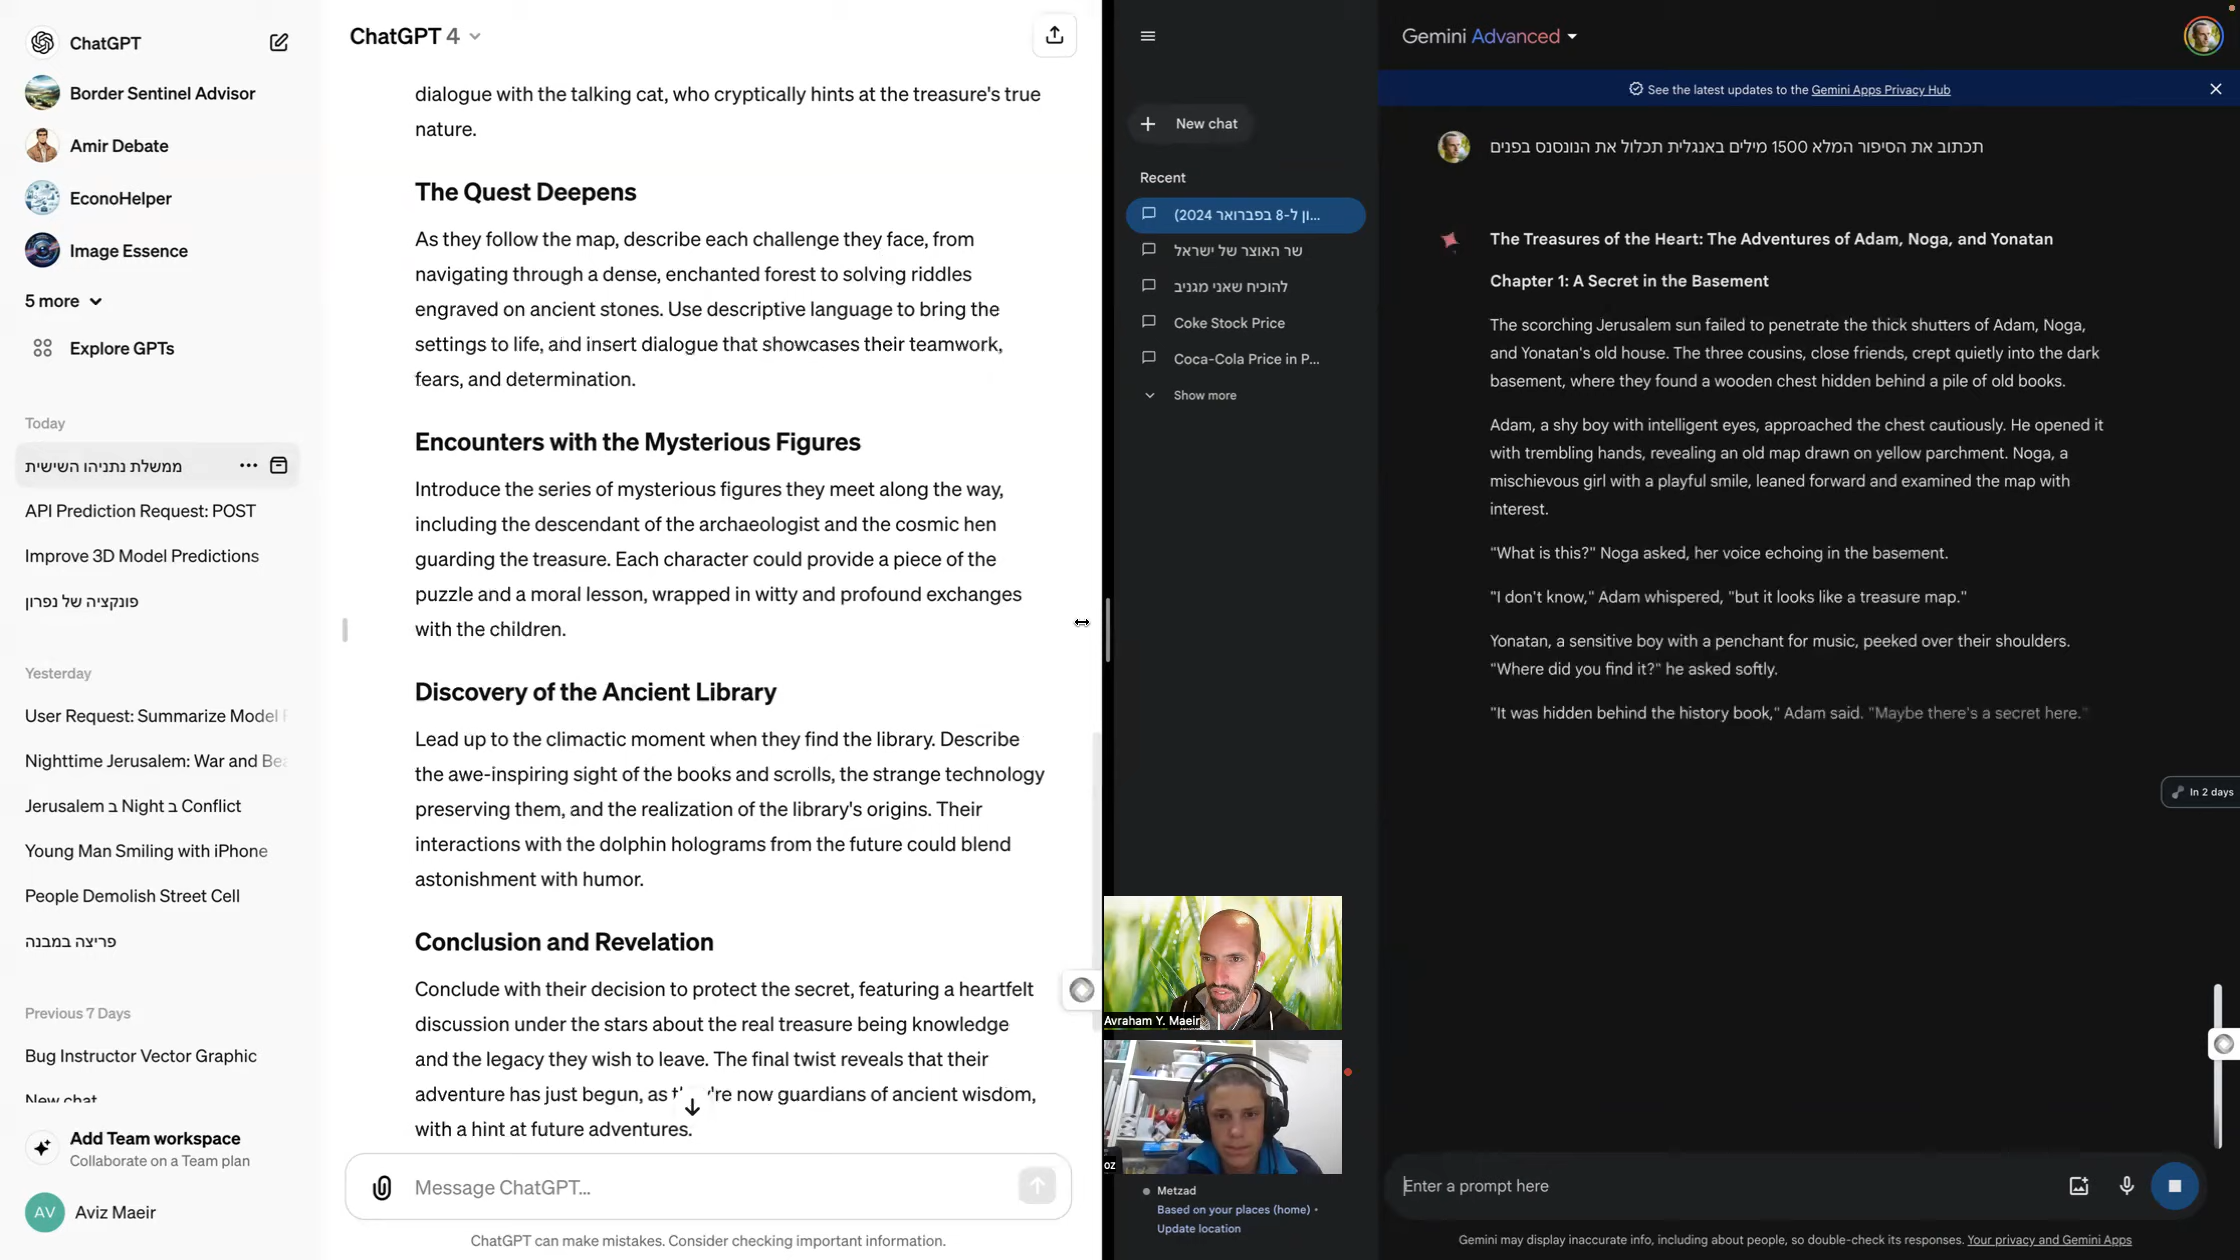 ChatGPT
Border Sentinel Advisor
Amir Debate
EconoHelper
Image Essence
5 more
Explore GPTs
Today
ממשלת נתניהו השישית
API Prediction Request: POST
Improve 3D Model Predictions
פונקציה של נפרון
Yesterday
User Request: Summarize Model
Nighttime Jerusalem: War and Bea
Jerusalem ב Night ב Conflict
Young Man Smiling with iPhone
People Demolish Street Cell
פריצה במבנה
Previous 7 Days
Bug Instructor Vector Graphic
New chat
Add Team workspace
Collaborate on a Team plan
AV Aviz Maeir
ChatGPT 4
dialogue with the talking cat, who cryptically hints at the treasure's true
nature.
The Quest Deepens
As they follow the map, describe each challenge they face, from
navigating through a dense, enchanted forest to solving riddles
engraved on ancient stones. Use descriptive language to bring the
settings to life, and insert dialogue that showcases their teamwork,
fears, and determination.
Encounters with the Mysterious Figures
Introduce the series of mysterious figures they meet along the way,
including the descendant of the archaeologist and the cosmic hen
guarding the treasure. Each character could provide a piece of the
puzzle and a moral lesson, wrapped in witty and profound exchanges
with the children.
Discovery of the Ancient Library
Lead up to the climactic moment when they find the library. Describe
the awe-inspiring sight of the books and scrolls, the strange technology
preserving them, and the realization of the library's origins. Their
interactions with the dolphin holograms from the future could blend
astonishment with humor.
Conclusion and Revelation
Conclude with their decision to protect the secret, featuring a heartfelt
discussion under the stars about the real treasure being knowledge
and the legacy they wish to leave. The final twist reveals that their
adventure has just begun, as they're now guardians of ancient wisdom,
with a hint at future adventures.
Message ChatGPT...
ChatGPT can make mistakes. Consider checking important information.
New chat
Recent
ון ל-8 בפברואר 2024)...
שר האוצר של ישראל
להוכיח שאני מגניב
Coke Stock Price
Coca-Cola Price in P...
Show more
Avraham Y. Maeir
oz
Metzad
Based on your places (home) •
Update location
Gemini Advanced
See the latest updates to the Gemini Apps Privacy Hub
תכתוב את הסיפור המלא 1500 מילים באנגלית תכלול את הנונסנס בפנים
The Treasures of the Heart: The Adventures of Adam, Noga, and Yonatan
Chapter 1: A Secret in the Basement
The scorching Jerusalem sun failed to penetrate the thick shutters of Adam, Noga,
and Yonatan's old house. The three cousins, close friends, crept quietly into the dark
basement, where they found a wooden chest hidden behind a pile of old books.
Adam, a shy boy with intelligent eyes, approached the chest cautiously. He opened it
with trembling hands, revealing an old map drawn on yellow parchment. Noga, a
mischievous girl with a playful smile, leaned forward and examined the map with
interest.
"What is this?" Noga asked, her voice echoing in the basement.
"I don't know," Adam whispered, "but it looks like a treasure map."
Yonatan, a sensitive boy with a penchant for music, peeked over their shoulders.
"Where did you find it?" he asked softly.
"It was hidden behind the history book," Adam said. "Maybe there's a secret here."
In 2 days
Enter a prompt here
Gemini may display inaccurate info, including about people, so double-check its responses. Your privacy and Gemini Apps